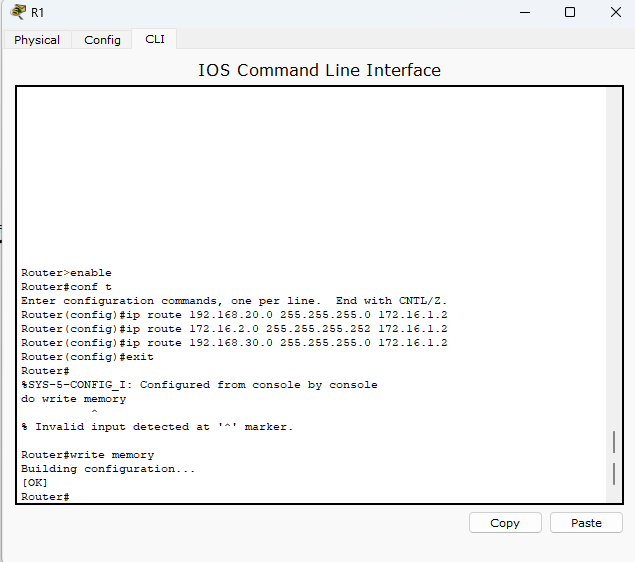 R1
Physical Config CLI
IOS Command Line Interface
Router>enable
Router#conf t
Enter configuration commands, one per line.  End with CNTL/Z.
Router(config)#ip route 192.168.20.0 255.255.255.0 172.16.1.2
Router(config)#ip route 172.16.2.0 255.255.255.252 172.16.1.2
Router(config)#ip route 192.168.30.0 255.255.255.0 172.16.1.2
Router(config)#exit
Router#
%SYS-5-CONFIG_I: Configured from console by console
do write memory
^
% Invalid input detected at '^' marker.
Router#write memory
Building configuration...
[OK]
Router#
Copy Paste